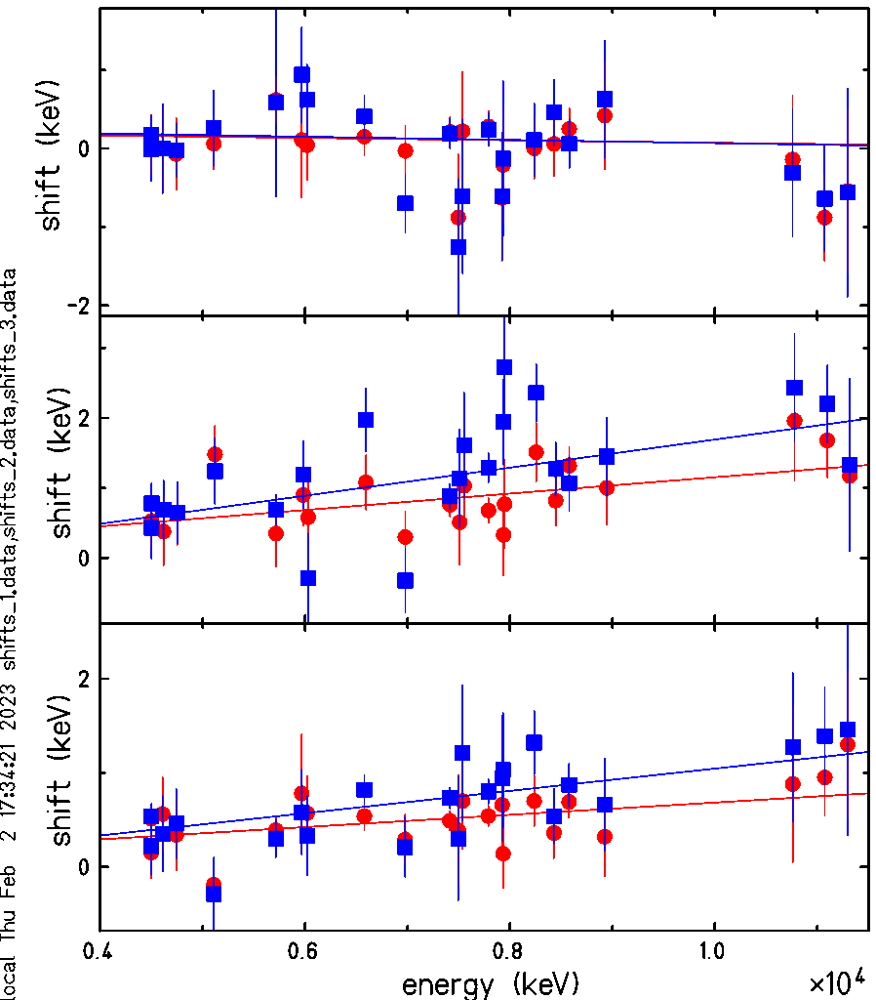 0
-2
shift (keV)
2
0
shift (keV)
2
0
shift (keV)
0.4
0.6
0.8
1.0
energy (keV)
×10⁴
local Thu Feb 2 17:34:21 2023 shifts_1.data,shifts_2.data,shifts_3.data